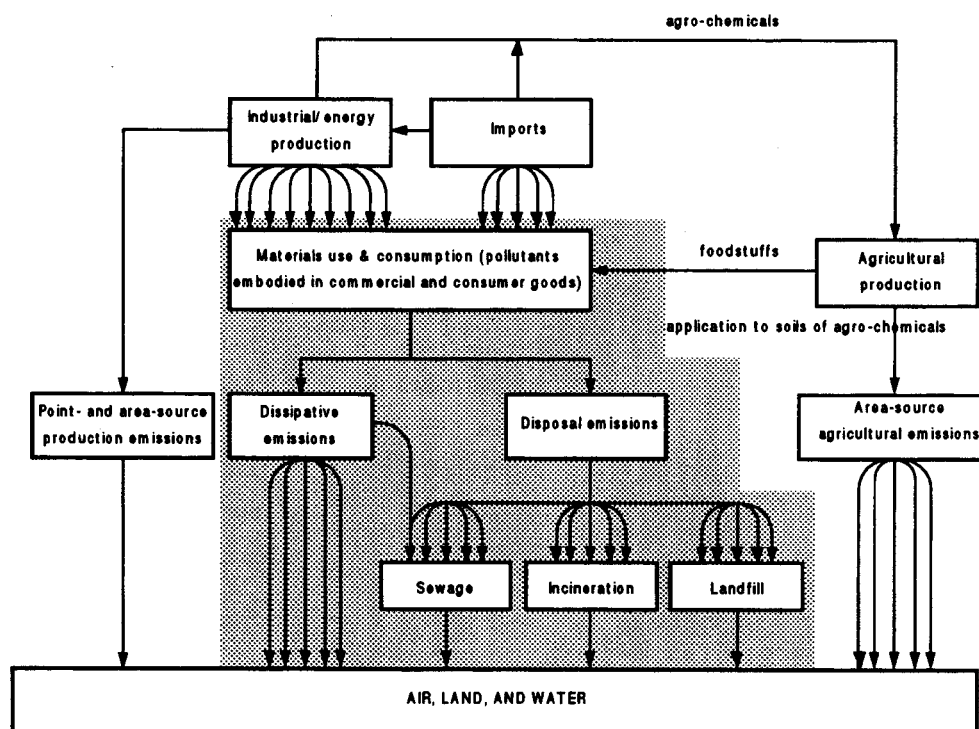 agro-chemicals
Industrial/ energy
production
Imports
Materials use & consumption (pollutants
embodied in commercial and consumer goods)
foodstuffs
Agricultural
production
application to soils of agro-chemicals
Point- and area-source
production emissions
Dissipative
emissions
Disposal emissions
Area-source
agricultural emissions
Sewage
Incineration
Landfill
AIR, LAND, AND WATER